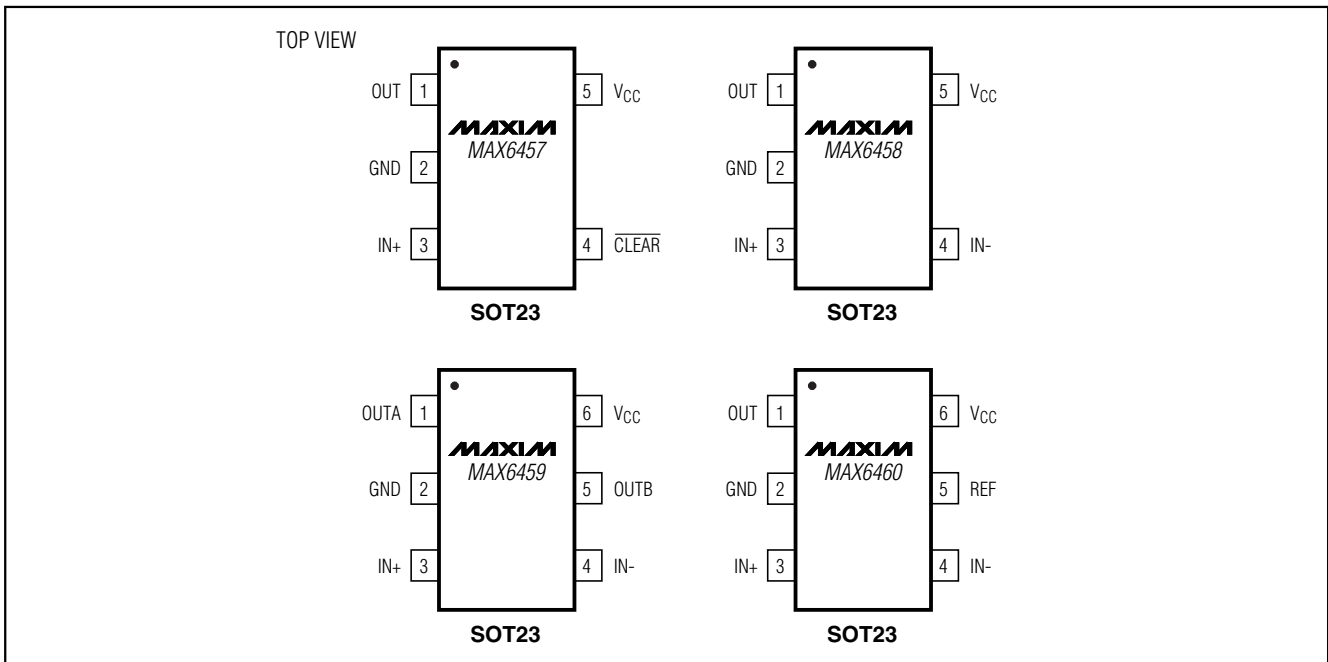 TOP VIEW
OUT 1 5 VCC
MAXIM
MAX6457
GND 2
IN+ 3 4 CLEAR
SOT23
OUT 1 5 VCC
MAXIM
MAX6458
GND 2
IN+ 3 4 IN-
SOT23
OUTA 1 6 VCC
MAXIM
MAX6459
GND 2 5 OUTB
IN+ 3 4 IN-
SOT23
OUT 1 6 VCC
MAXIM
MAX6460
GND 2 5 REF
IN+ 3 4 IN-
SOT23